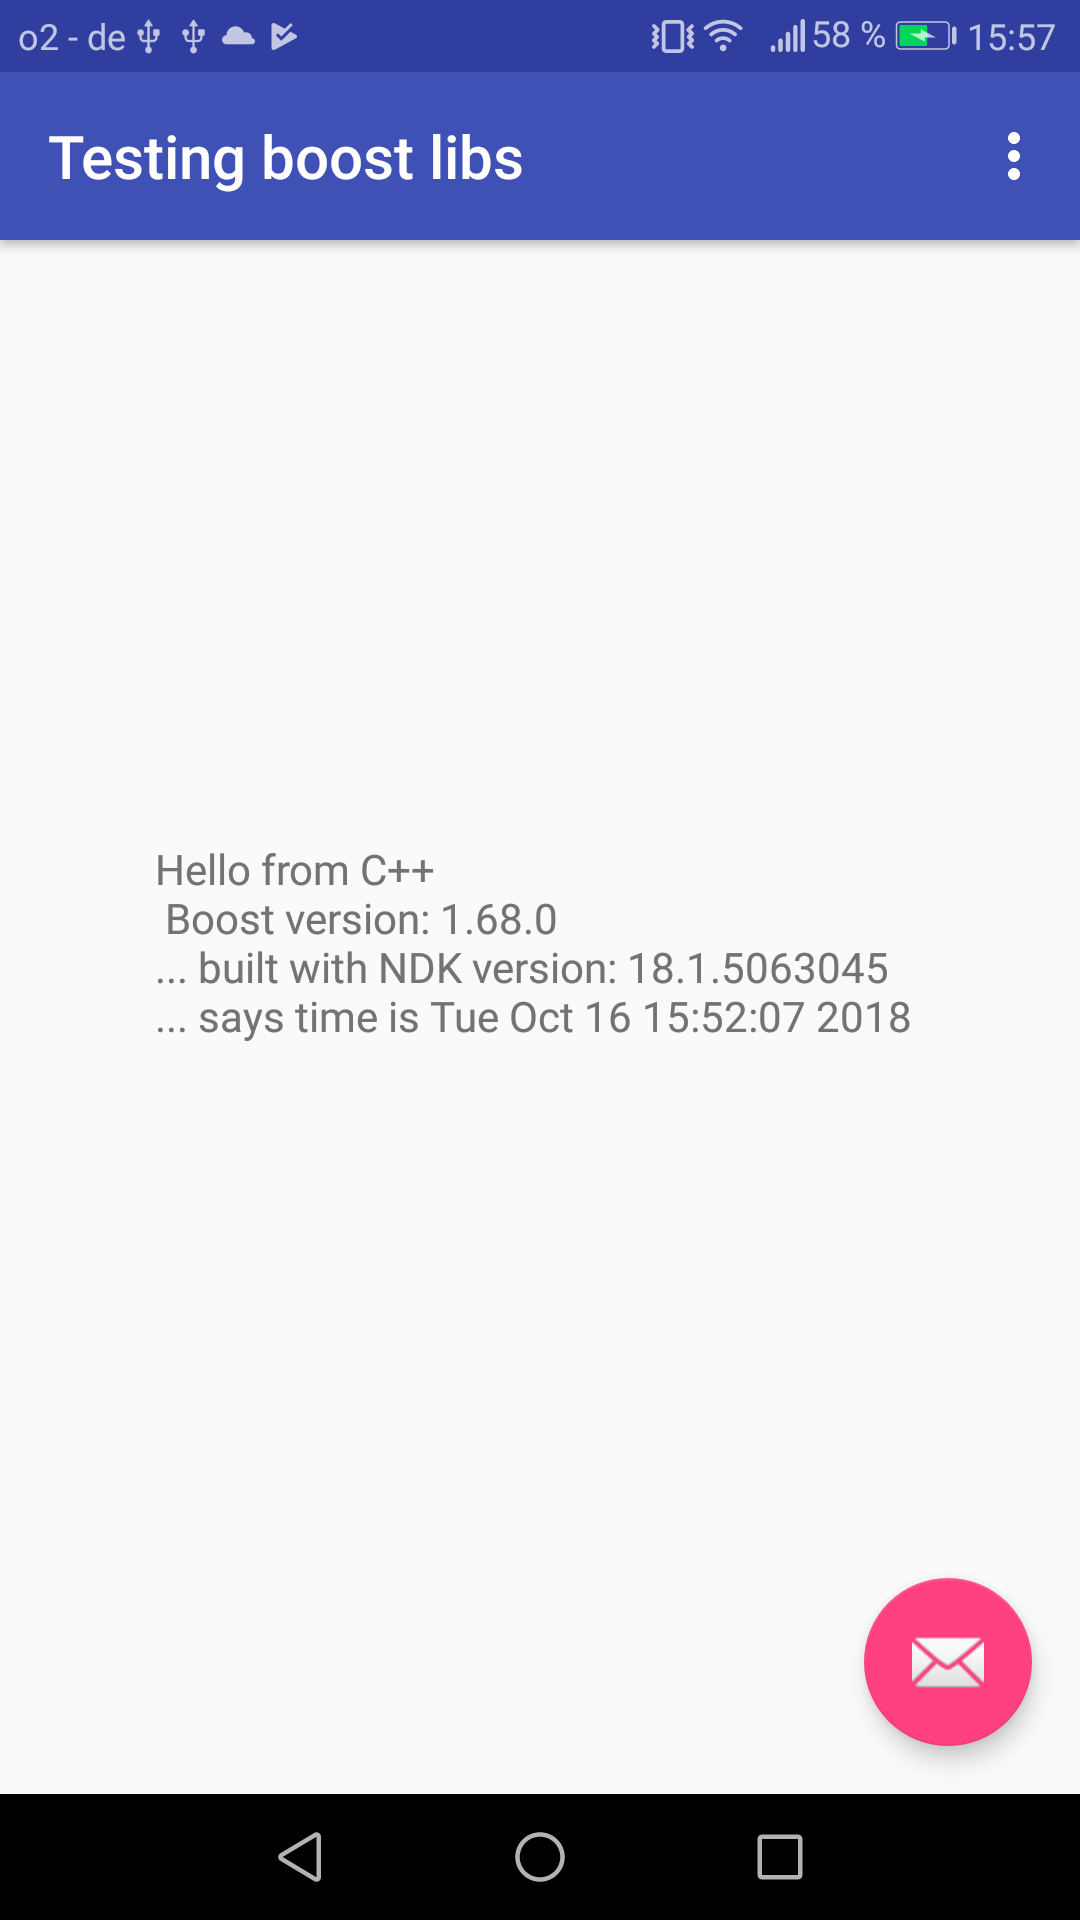 o2 - de 58 % 15:57
Testing boost libs
Hello from C++
Boost version: 1.68.0
... built with NDK version: 18.1.5063045
... says time is Tue Oct 16 15:52:07 2018